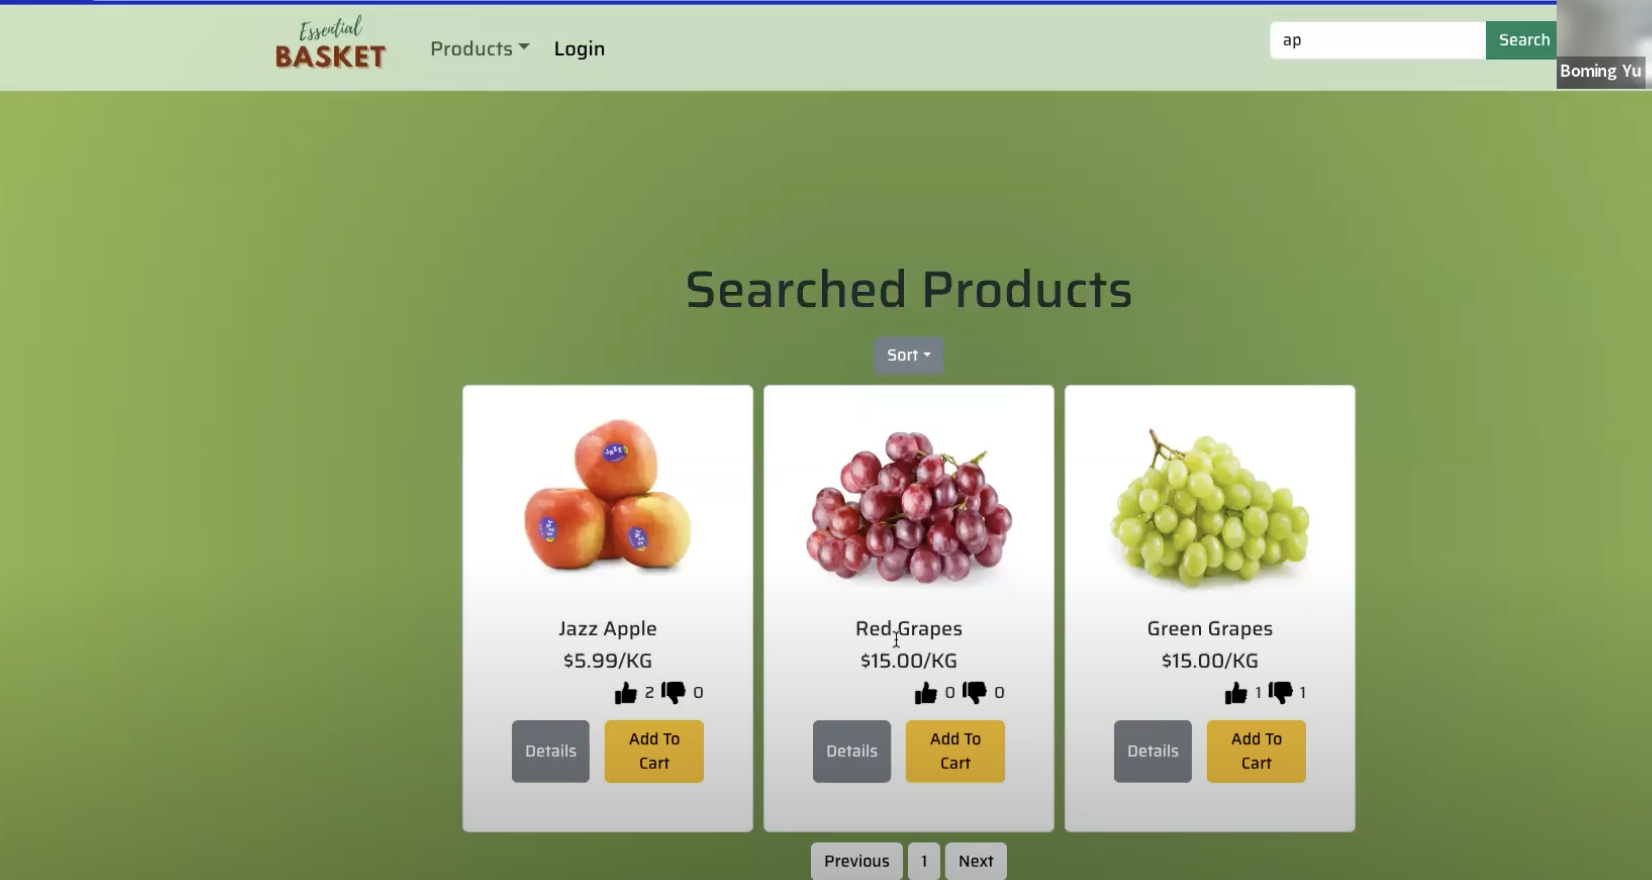 Essential
BASKET
Products
Login
ap
Search
Boming Yu
Searched Products
Sort
Jazz Apple
$5.99/KG
2 0
Details
Add To
Cart
Red Grapes
$15.00/KG
0 0
Details
Add To
Cart
Green Grapes
$15.00/KG
1 1
Details
Add To
Cart
Previous
1
Next